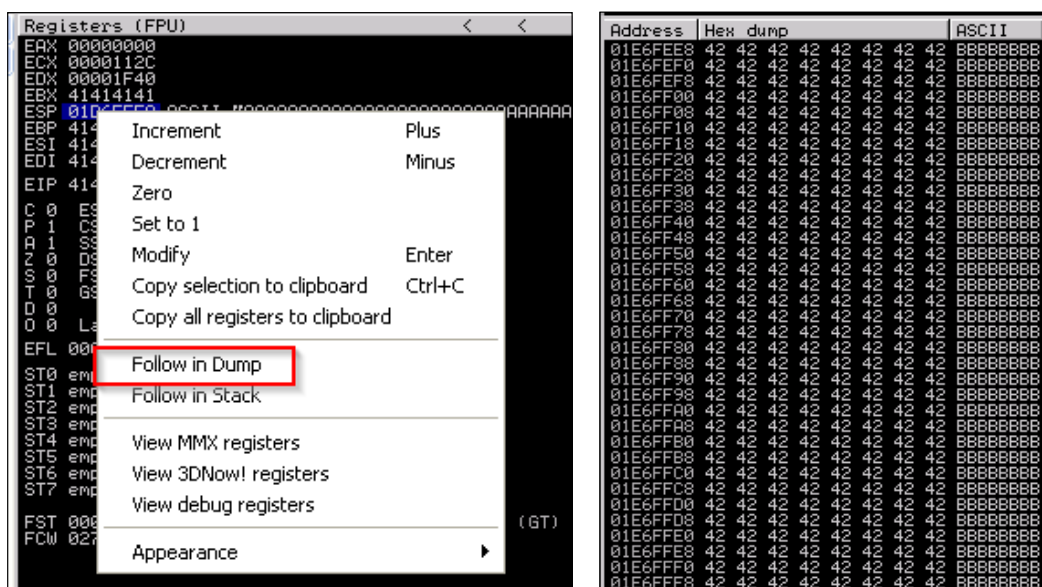 Registers (FPU) < <
EAX 00000000
ECX 0000112C
EDX 00001F40
EBX 41414141
ESP
EBP 414
ESI 414
EDI 414
EIP 414
C 0 ES
P 1 CS
A 1 SS
Z 0 DS
S 0 FS
T 0 GS
D 0
O 0 La
EFL 000
ST0 emp
ST1 emp
ST2 emp
ST3 emp
ST4 emp
ST5 emp
ST6 emp
ST7 emp
FST 000 (GT)
FCW 027
Increment Plus
Decrement Minus
Zero
Set to 1
Modify Enter
Copy selection to clipboard Ctrl+C
Copy all registers to clipboard
Follow in Dump
Follow in Stack
View MMX registers
View 3DNow! registers
View debug registers
Appearance
Address Hex dump ASCII
01E6FEE8 42 42 42 42 42 42 42 42 BBBBBBBB
01E6FEF0 42 42 42 42 42 42 42 42 BBBBBBBB
01E6FEF8 42 42 42 42 42 42 42 42 BBBBBBBB
01E6FF00 42 42 42 42 42 42 42 42 BBBBBBBB
01E6FF08 42 42 42 42 42 42 42 42 BBBBBBBB
01E6FF10 42 42 42 42 42 42 42 42 BBBBBBBB
01E6FF18 42 42 42 42 42 42 42 42 BBBBBBBB
01E6FF20 42 42 42 42 42 42 42 42 BBBBBBBB
01E6FF28 42 42 42 42 42 42 42 42 BBBBBBBB
01E6FF30 42 42 42 42 42 42 42 42 BBBBBBBB
01E6FF38 42 42 42 42 42 42 42 42 BBBBBBBB
01E6FF40 42 42 42 42 42 42 42 42 BBBBBBBB
01E6FF48 42 42 42 42 42 42 42 42 BBBBBBBB
01E6FF50 42 42 42 42 42 42 42 42 BBBBBBBB
01E6FF58 42 42 42 42 42 42 42 42 BBBBBBBB
01E6FF60 42 42 42 42 42 42 42 42 BBBBBBBB
01E6FF68 42 42 42 42 42 42 42 42 BBBBBBBB
01E6FF70 42 42 42 42 42 42 42 42 BBBBBBBB
01E6FF78 42 42 42 42 42 42 42 42 BBBBBBBB
01E6FF80 42 42 42 42 42 42 42 42 BBBBBBBB
01E6FF88 42 42 42 42 42 42 42 42 BBBBBBBB
01E6FF90 42 42 42 42 42 42 42 42 BBBBBBBB
01E6FF98 42 42 42 42 42 42 42 42 BBBBBBBB
01E6FFA0 42 42 42 42 42 42 42 42 BBBBBBBB
01E6FFA8 42 42 42 42 42 42 42 42 BBBBBBBB
01E6FFB0 42 42 42 42 42 42 42 42 BBBBBBBB
01E6FFB8 42 42 42 42 42 42 42 42 BBBBBBBB
01E6FFC0 42 42 42 42 42 42 42 42 BBBBBBBB
01E6FFC8 42 42 42 42 42 42 42 42 BBBBBBBB
01E6FFD0 42 42 42 42 42 42 42 42 BBBBBBBB
01E6FFD8 42 42 42 42 42 42 42 42 BBBBBBBB
01E6FFE0 42 42 42 42 42 42 42 42 BBBBBBBB
01E6FFE8 42 42 42 42 42 42 42 42 BBBBBBBB
01E6FFF0 42 42 42 42 42 42 42 42 BBBBBBBB
01E6FFF8 42 42 42 42 42 42 42 42 BBBBBBBB